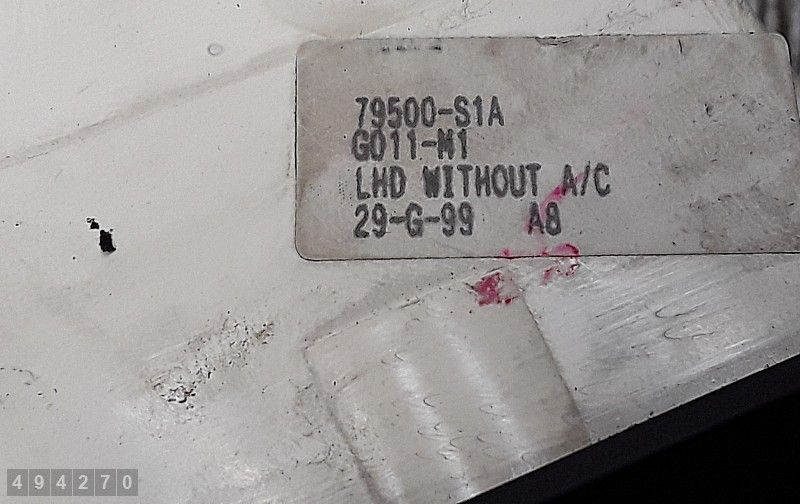 79500-S1A
G011-M1
LHD WITHOUT A/C
29-G-99 A8
494270